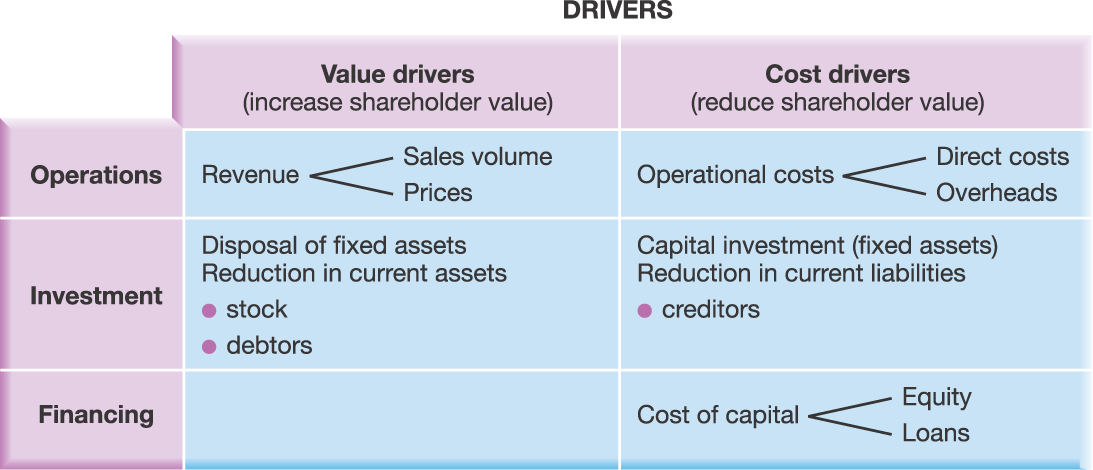 DRIVERS
Value drivers
(increase shareholder value)
Cost drivers
(reduce shareholder value)
Operations
Revenue
Sales volume
Prices
Operational costs
Direct costs
Overheads
Investment
Disposal of fixed assets
Reduction in current assets
stock
debtors
Capital investment (fixed assets)
Reduction in current liabilities
creditors
Financing
Cost of capital
Equity
Loans